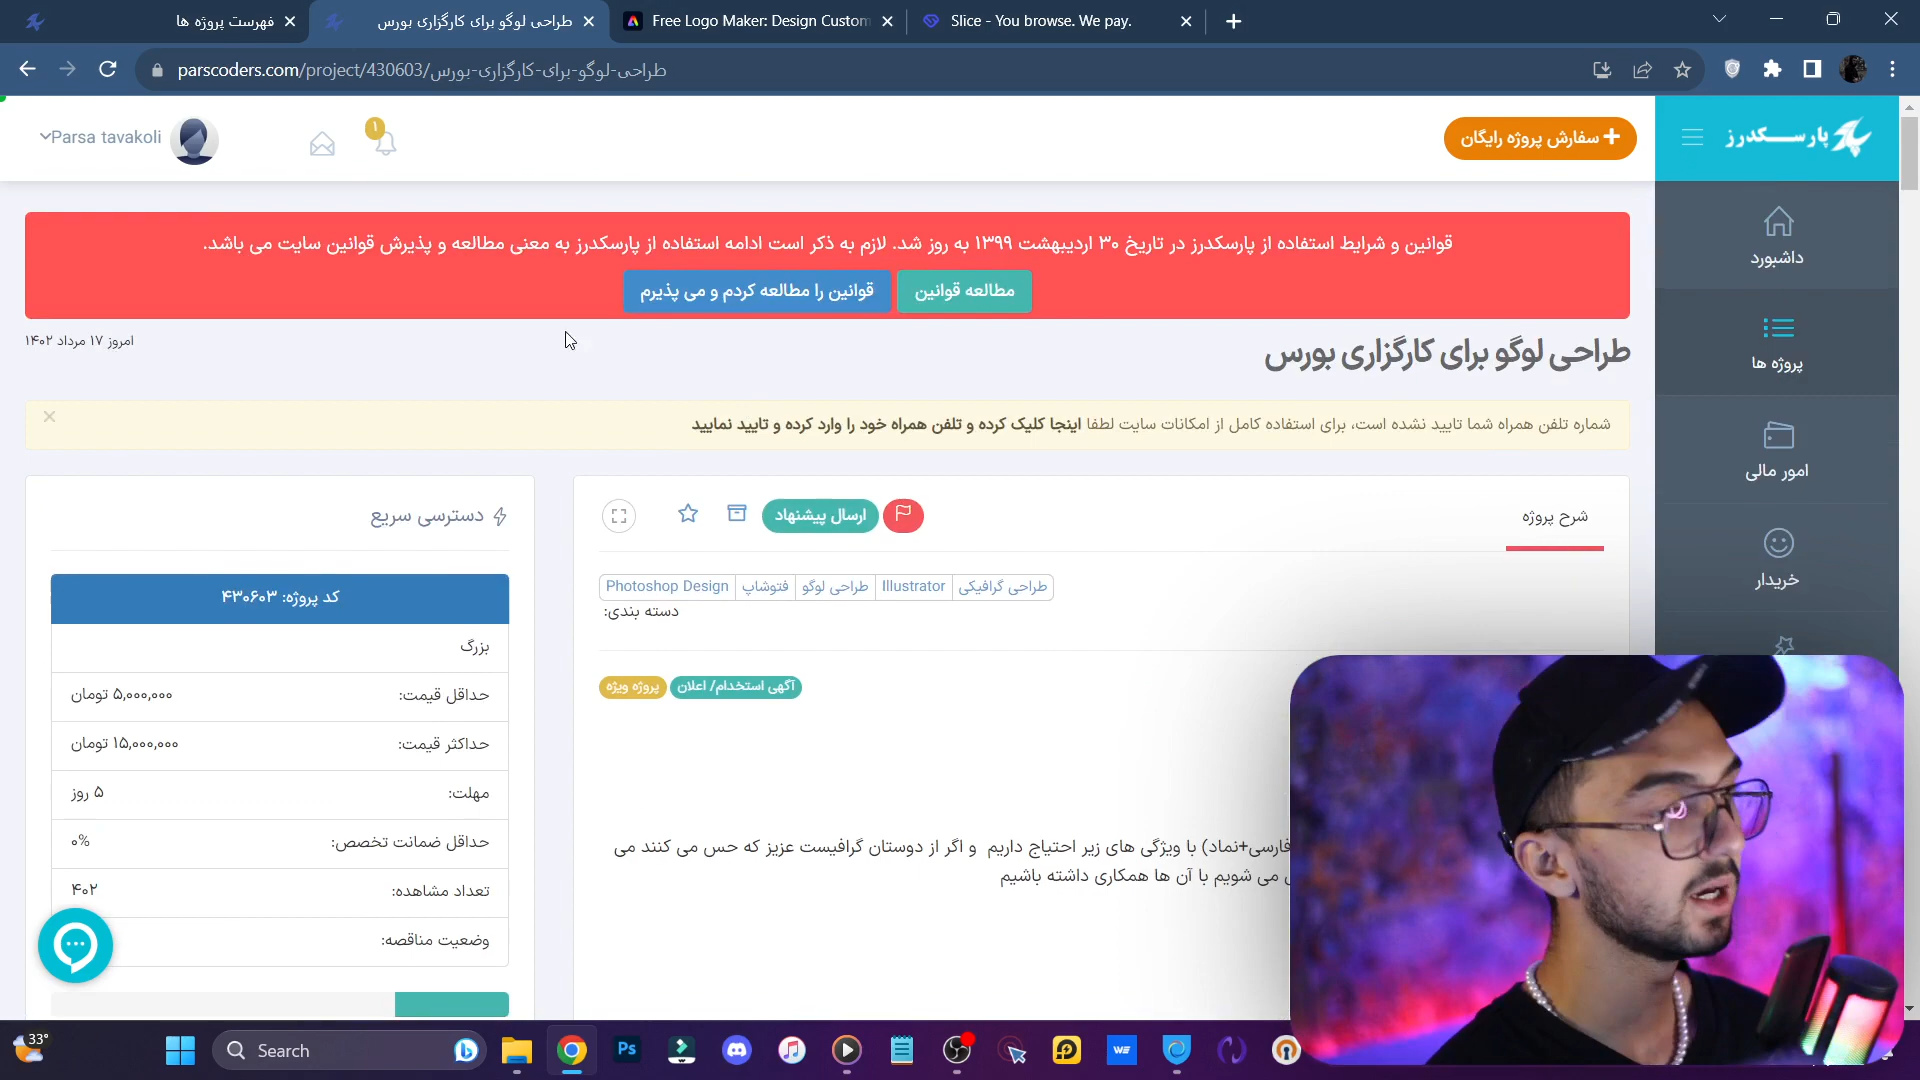 فهرست پروژه ها
طراحی لوگو برای کارگزاری بورس
Free Logo Maker: Design Custom
Slice - You browse. We pay.
parscoders.com/project/430603/طراحی-لوگو-برای-کارگزاری-بورس
Parsa tavakoli
۱
سفارش پروژه رایگان
پارسکدرز
قوانین و شرایط استفاده از پارسکدرز در تاریخ ۳۰ اردیبهشت ۱۳۹۹ به روز شد. لازم به ذکر است ادامه استفاده از پارسکدرز به معنی مطالعه و پذیرش قوانین سایت می باشد.
مطالعه قوانین
قوانین را مطالعه کردم و می پذیرم
داشبورد
امروز ۱۷ مرداد ۱۴۰۲
طراحی لوگو برای کارگزاری بورس
پروژه ها
شماره تلفن همراه شما تایید نشده است، برای استفاده کامل از امکانات سایت لطفا اینجا کلیک کرده و تلفن همراه خود را وارد کرده و تایید نمایید
امور مالی
خریدار
شرح پروژه
ارسال پیشنهاد
طراحی گرافیکی
Illustrator
طراحی لوگو
فتوشاپ
Photoshop Design
دسته بندی:
آگهی استخدام/ اعلان
پروژه ویژه
فارسی+نماد) با ویژگی های زیر احتیاج داریم و اگر از دوستان گرافیست عزیز که حس می کنند می
می شویم با آن ها همکاری داشته باشیم
دسترسی سریع
کد پروژه: ۴۳۰۶۰۳
بزرگ
حداقل قیمت: ۵,۰۰۰,۰۰۰ تومان
حداکثر قیمت: ۱۵,۰۰۰,۰۰۰ تومان
مهلت: ۵ روز
حداقل ضمانت تخصص: ۰%
تعداد مشاهده: ۴۰۲
وضعیت مناقصه:
33°
Search
Ps
WE